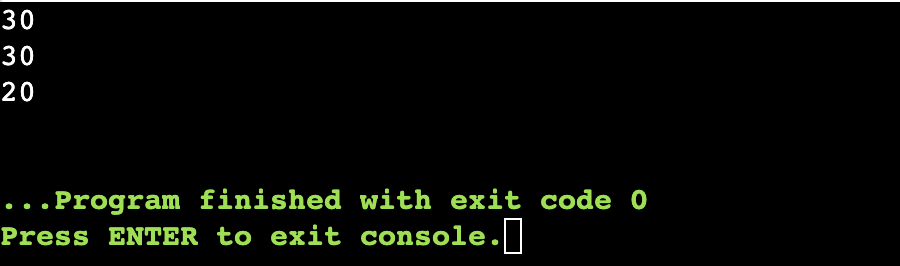 30
30
20
...Program finished with exit code 0
Press ENTER to exit console.